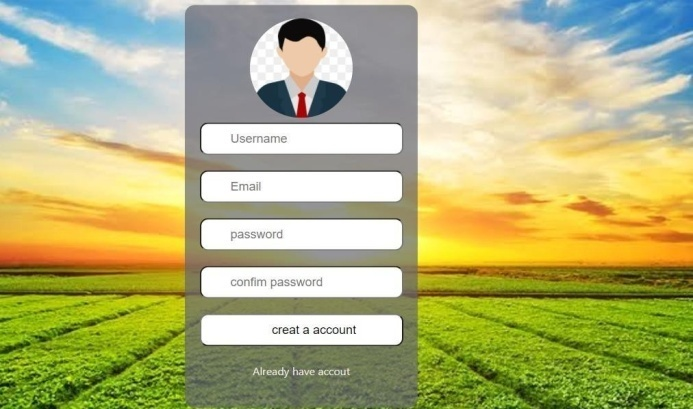 Username
Email
password
confim password
creat a account
Already have accout